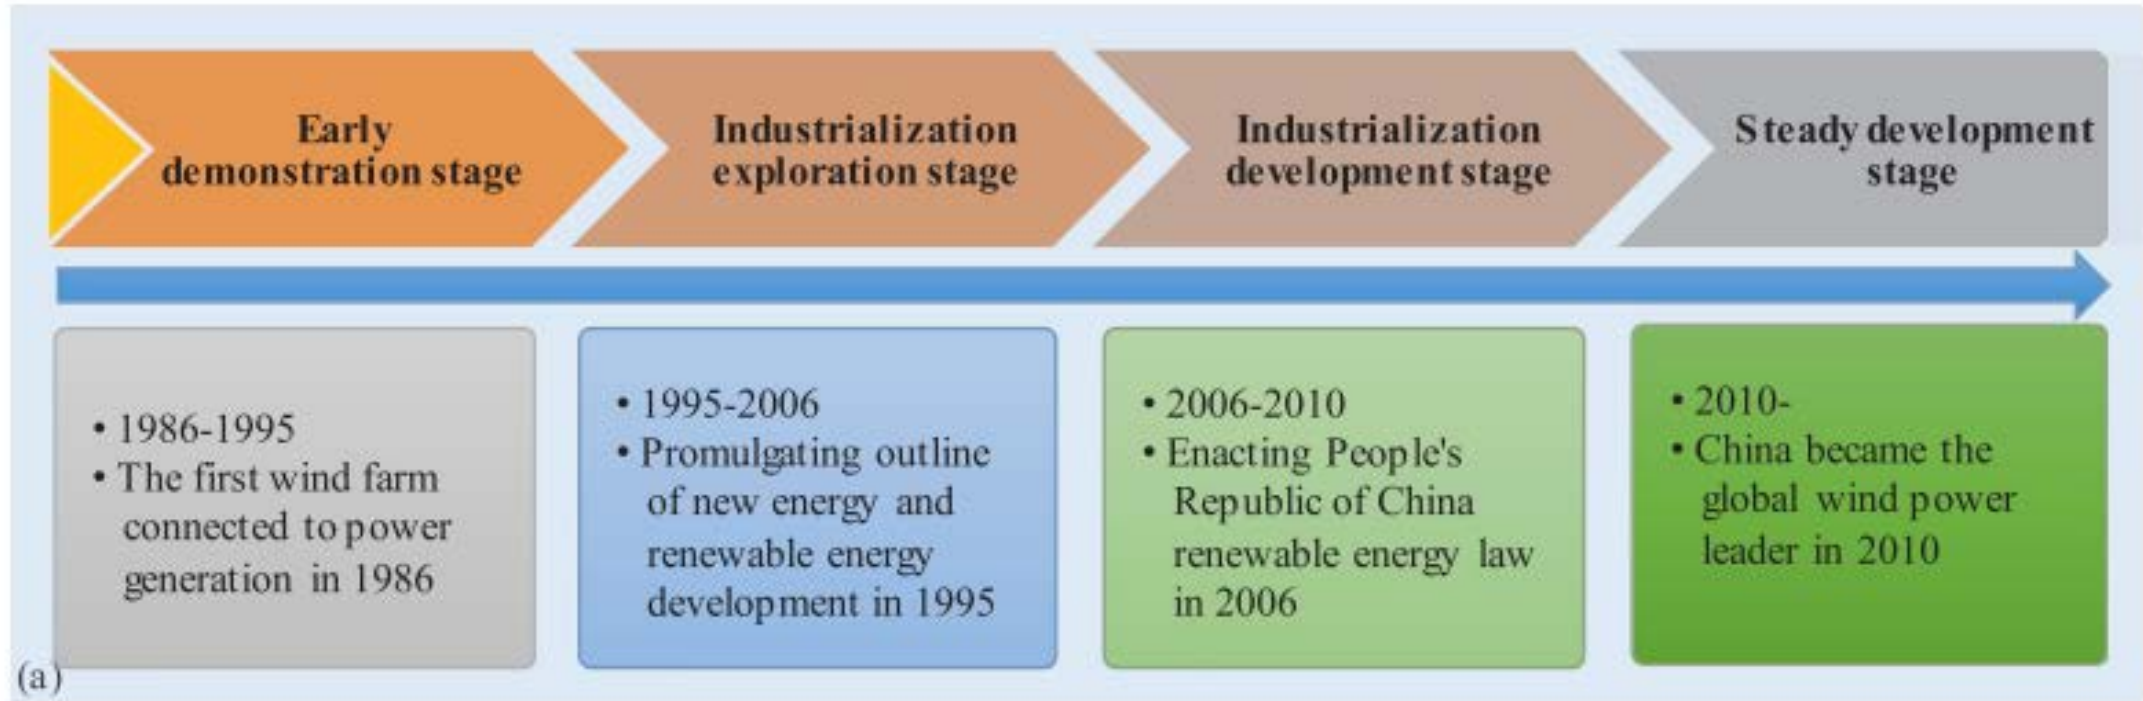 Early
demonstration stage
Industrialization
exploration stage
Industrialization
development stage
Steady development
stage
• 1986-1995
• The first wind farm
connected to power
generation in 1986
• 1995-2006
• Promulgating outline
of new energy and
renewable energy
development in 1995
• 2006-2010
• Enacting People's
Republic of China
renewable energy law
in 2006
• 2010-
• China became the
global wind power
leader in 2010
(a)